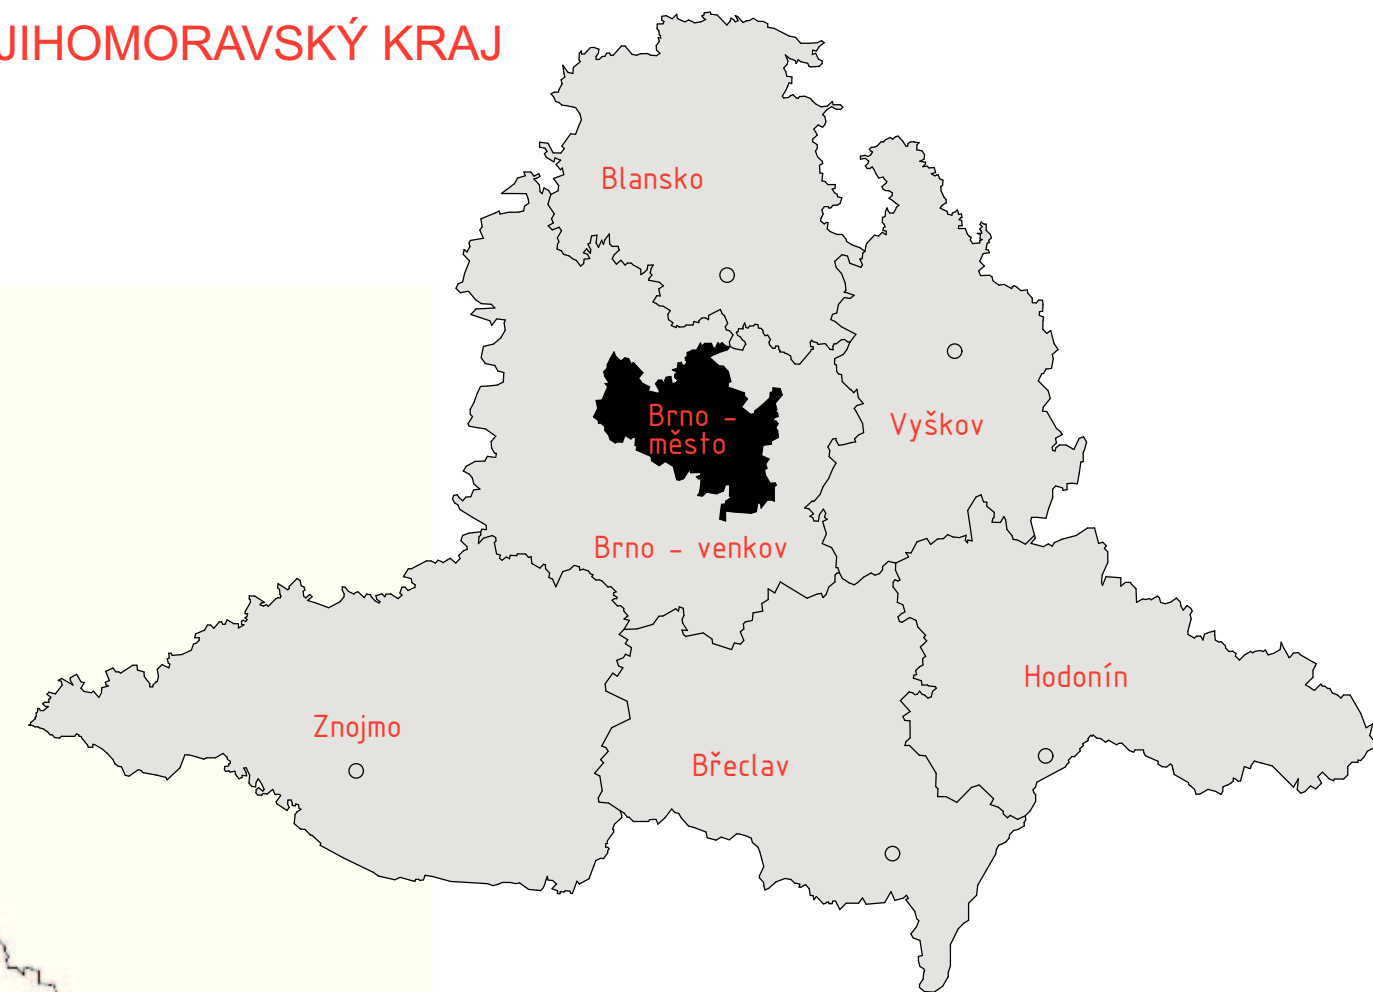 JIHOMORAVSKÝ KRAJ
Blansko
Brno -
město
Vyškov
Brno - venkov
Hodonín
Znojmo
Břeclav